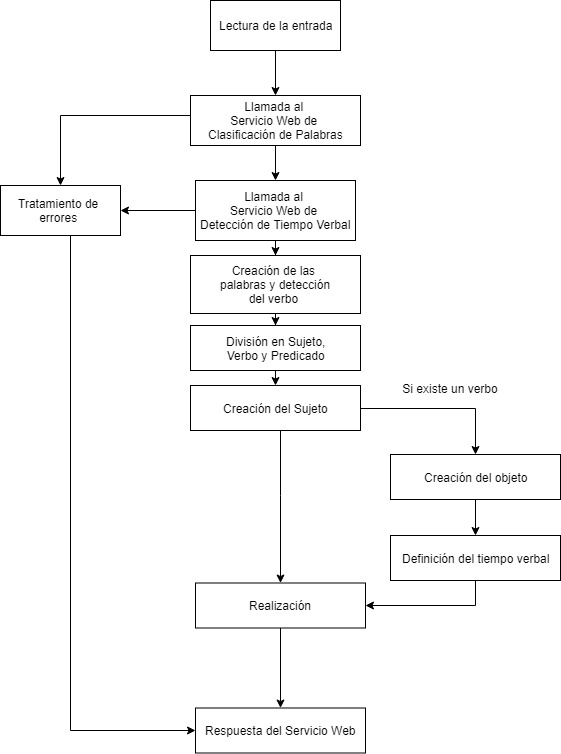 Lectura de la entrada
Llamada al
Servicio Web de
Clasificación de Palabras
Tratamiento de
errores
Llamada al
Servicio Web de
Detección de Tiempo Verbal
Creación de las
palabras y detección
del verbo
División en Sujeto,
Verbo y Predicado
Creación del Sujeto
Si existe un verbo
Creación del objeto
Definición del tiempo verbal
Realización
Respuesta del Servicio Web